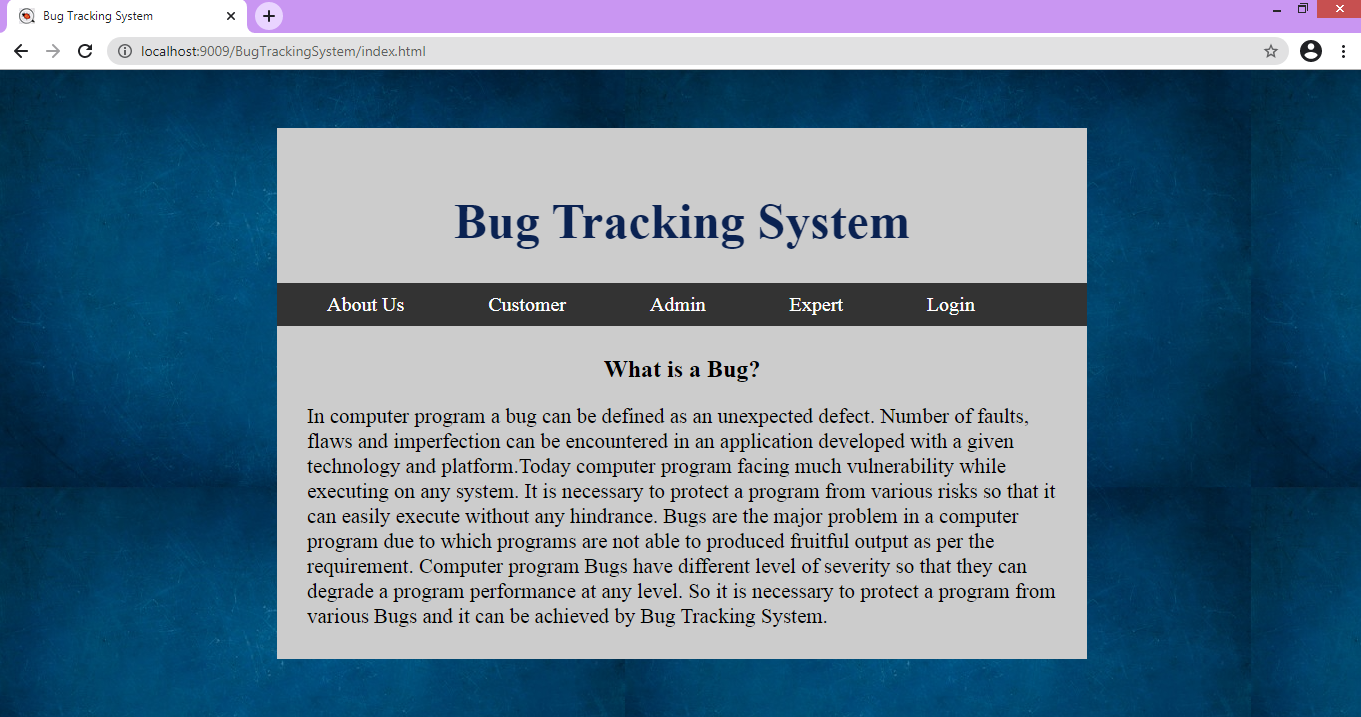 Bug Tracking System
localhost:9009/BugTrackingSystem/index.html
Bug Tracking System
About Us Customer Admin Expert Login
What is a Bug?
In computer program a bug can be defined as an unexpected defect. Number of faults,
flaws and imperfection can be encountered in an application developed with a given
technology and platform.Today computer program facing much vulnerability while
executing on any system. It is necessary to protect a program from various risks so that it
can easily execute without any hindrance. Bugs are the major problem in a computer
program due to which programs are not able to produced fruitful output as per the
requirement. Computer program Bugs have different level of severity so that they can
degrade a program performance at any level. So it is necessary to protect a program from
various Bugs and it can be achieved by Bug Tracking System.